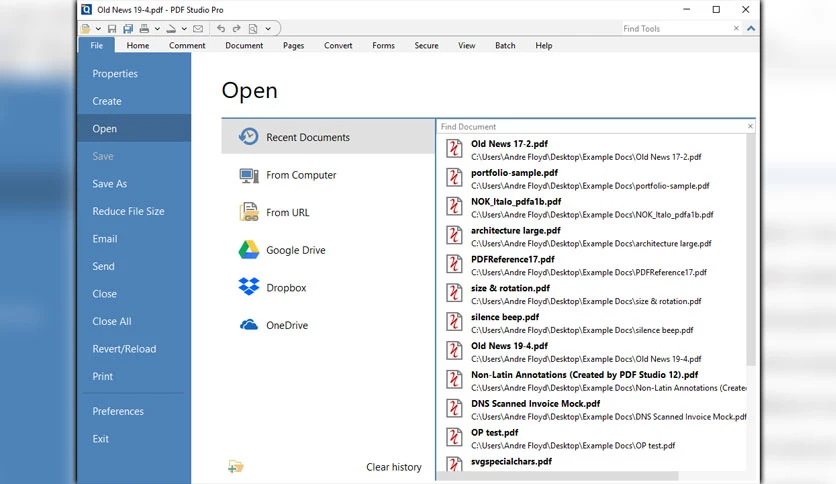 Old News 19-4.pdf - PDF Studio Pro
Find Tools
File Home Comment Document Pages Convert Forms Secure View Batch Help
Properties
Create
Open
Save
Save As
Reduce File Size
Email
Send
Close
Close All
Revert/Reload
Print
Preferences
Exit
Open
Recent Documents
From Computer
From URL
Google Drive
Dropbox
OneDrive
Clear history
Find Document
Old News 17-2.pdf
C:\Users\Andre Floyd\Desktop\Example Docs\Old News 17-2.pdf
portfolio-sample.pdf
C:\Users\Andre Floyd\Desktop\Example Docs\portfolio-sample.pdf
NOK_Italo_pdfa1b.pdf
C:\Users\Andre Floyd\Desktop\Example Docs\NOK_Italo_pdfa1b.pdf
architecture large.pdf
C:\Users\Andre Floyd\Desktop\Example Docs\architecture large.pdf
PDFReference17.pdf
C:\Users\Andre Floyd\Desktop\Example Docs\PDFReference17.pdf
size & rotation.pdf
C:\Users\Andre Floyd\Desktop\Example Docs\size & rotation.pdf
silence beep.pdf
C:\Users\Andre Floyd\Desktop\Example Docs\silence beep.pdf
Old News 19-4.pdf
C:\Users\Andre Floyd\Desktop\Example Docs\Old News 19-4.pdf
Non-Latin Annotations (Created by PDF Studio 12).pdf
C:\Users\Andre Floyd\Desktop\Example Docs\Non-Latin Annotations (Create
DNS Scanned Invoice Mock.pdf
C:\Users\Andre Floyd\Desktop\Example Docs\DNS Scanned Invoice Mock.pdf
OP test.pdf
C:\Users\Andre Floyd\Desktop\Example Docs\OP test.pdf
svgspecialchars.pdf